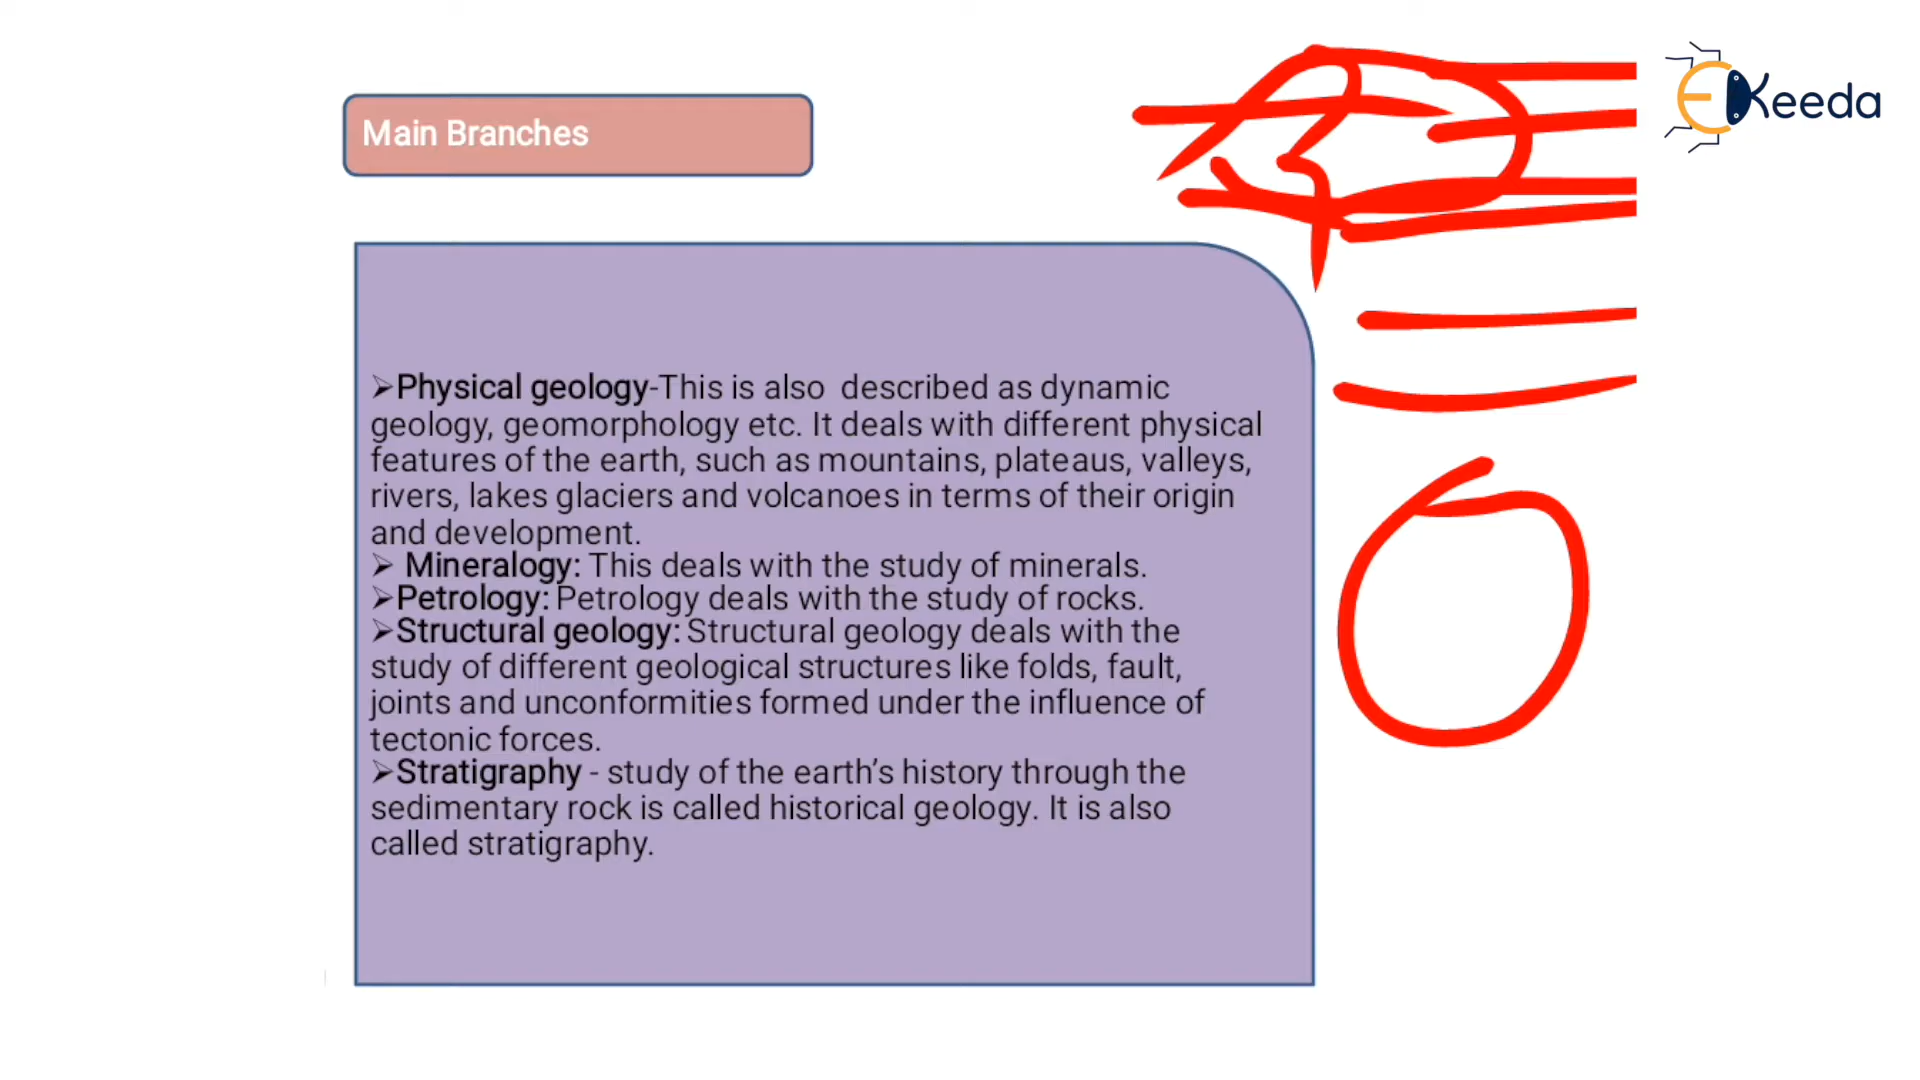 Main Branches
EKeeda
➢Physical geology-This is also described as dynamic
geology, geomorphology etc. It deals with different physical
features of the earth, such as mountains, plateaus, valleys,
rivers, lakes glaciers and volcanoes in terms of their origin
and development.
➢ Mineralogy: This deals with the study of minerals.
➢Petrology: Petrology deals with the study of rocks.
➢Structural geology: Structural geology deals with the
study of different geological structures like folds, fault,
joints and unconformities formed under the influence of
tectonic forces.
➢Stratigraphy - study of the earth’s history through the
sedimentary rock is called historical geology. It is also
called stratigraphy.